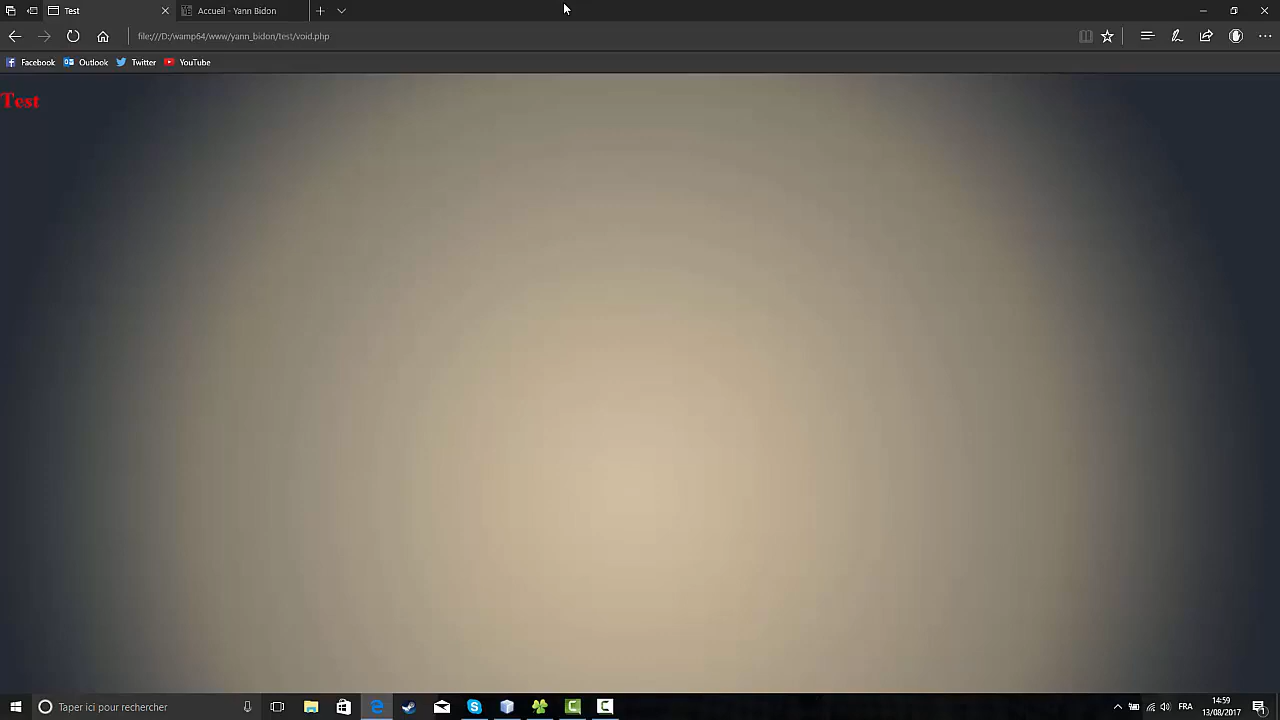 Test
Accueil - Yann Bidon
file:///D:/wamp64/www/yann_bidon/test/void.php
Facebook
Outlook
Twitter
YouTube
Test
Taper ici pour rechercher
FRA
14:59
13/08/2017